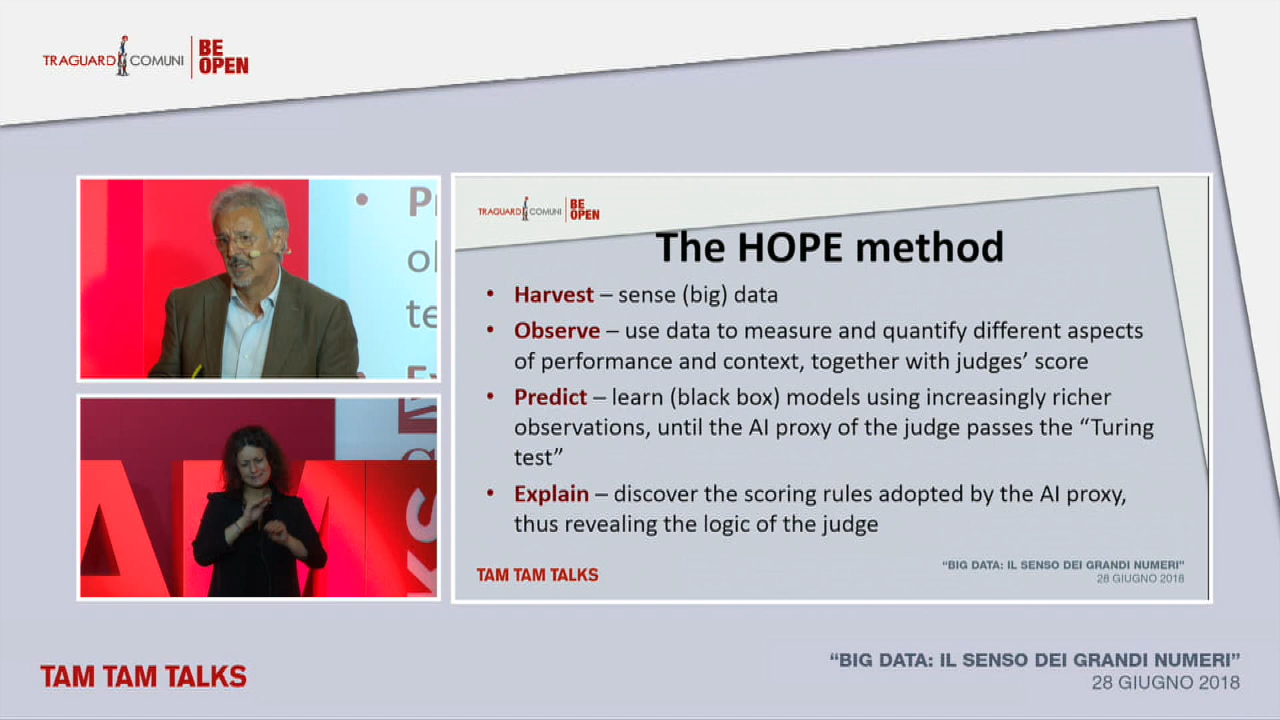 TRAGUARDI COMUNI
BE
OPEN
Pr
ol
te
TRAGUARDI COMUNI
BE
OPEN
The HOPE method
• Harvest – sense (big) data
• Observe – use data to measure and quantify different aspects
of performance and context, together with judges’ score
• Predict – learn (black box) models using increasingly richer
observations, until the AI proxy of the judge passes the “Turing
test”
• Explain – discover the scoring rules adopted by the AI proxy,
thus revealing the logic of the judge
TAM TAM TALKS
“BIG DATA: IL SENSO DEI GRANDI NUMERI”
28 GIUGNO 2018
TAM TAM TALKS
“BIG DATA: IL SENSO DEI GRANDI NUMERI”
28 GIUGNO 2018